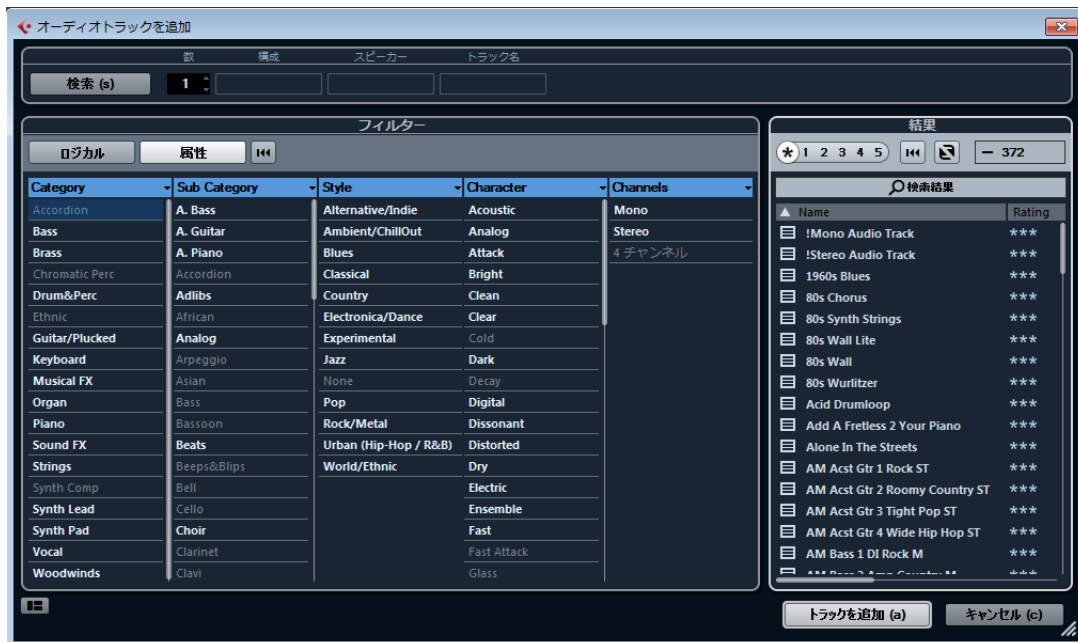 オーディオトラックを追加
数 構成 スピーカー トラック名
検索 (s) 1
フィルター
ロジカル 属性
Category Sub Category Style Character Channels
Accordion A. Bass Alternative/Indie Acoustic Mono
Bass A. Guitar Ambient/ChillOut Analog Stereo
Brass A. Piano Blues Attack 4 チャンネル
Chromatic Perc Accordion Classical Bright
Drum&Perc Adlibs Country Clean
Ethnic African Electronica/Dance Clear
Guitar/Plucked Analog Experimental Cold
Keyboard Arpeggio Jazz Dark
Musical FX Asian None Decay
Organ Bass Pop Digital
Piano Bassoon Rock/Metal Dissonant
Sound FX Beats Urban (Hip-Hop / R&B) Distorted
Strings Beeps&Blips World/Ethnic Dry
Synth Comp Bell Electric
Synth Lead Cello Ensemble
Synth Pad Choir Fast
Vocal Clarinet Fast Attack
Woodwinds Clavi Glass
結果
* 1 2 3 4 5 372
検索結果
Name Rating
!Mono Audio Track ***
!Stereo Audio Track ***
1960s Blues ***
80s Chorus ***
80s Synth Strings ***
80s Wall Lite ***
80s Wall ***
80s Wurlitzer ***
Acid Drumloop ***
Add A Fretless 2 Your Piano ***
Alone In The Streets ***
AM Acst Gtr 1 Rock ST ***
AM Acst Gtr 2 Roomy Country ST ***
AM Acst Gtr 3 Tight Pop ST ***
AM Acst Gtr 4 Wide Hip Hop ST ***
AM Bass 1 DI Rock M ***
AM Bass 2 Amp Country M ***
トラックを追加 (a) キャンセル (c)